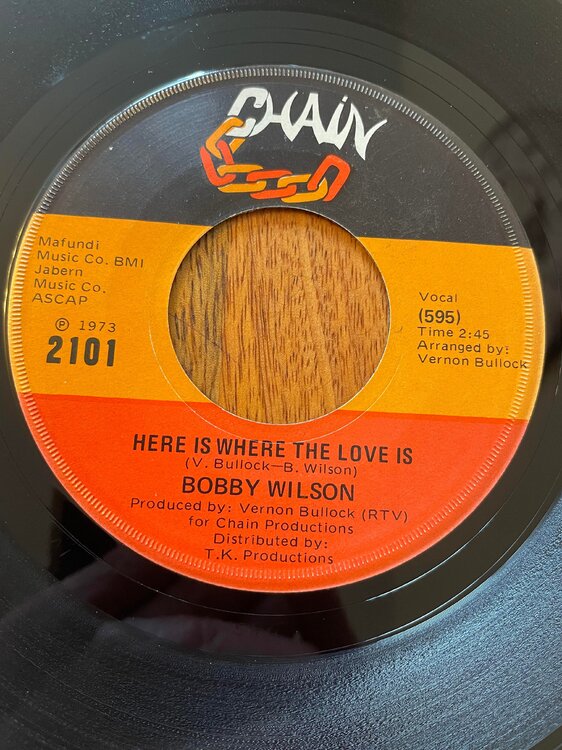 CHAIN
Mafundi
Music Co. BMI
Jabern
Music Co.
ASCAP
℗ 1973
2101
Vocal
(595)
Time 2:45
Arranged by:
Vernon Bullock
HERE IS WHERE THE LOVE IS
(V. Bullock—B. Wilson)
BOBBY WILSON
Produced by: Vernon Bullock (RTV)
for Chain Productions
Distributed by:
T.K. Productions